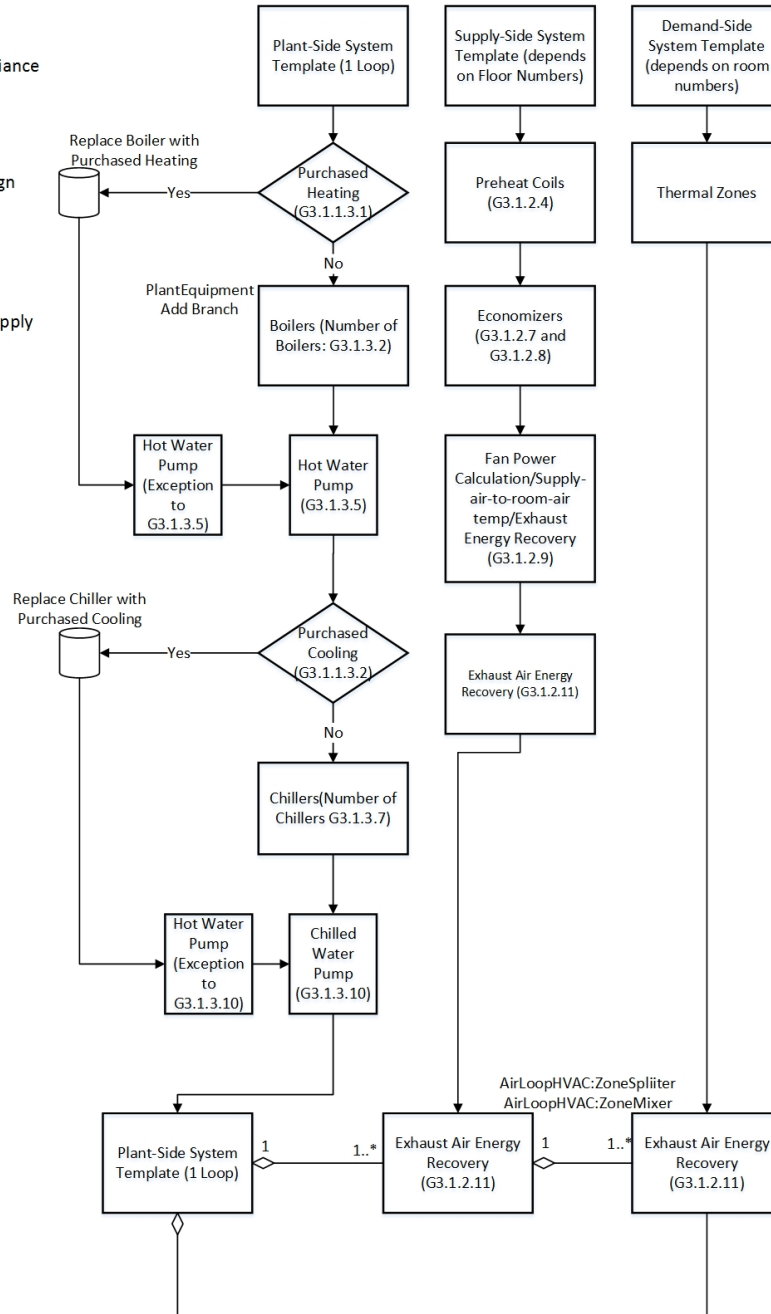 Plant-Side System
Template (1 Loop)
Supply-Side System
Template (depends
on Floor Numbers)
Demand-Side
System Template
(depends on room
numbers)
iance
Replace Boiler with
Purchased Heating
gn
Yes
Purchased
Heating
(G3.1.1.3.1)
Preheat Coils
(G3.1.2.4)
Thermal Zones
No
PlantEquipment
Add Branch
Boilers (Number of
Boilers: G3.1.3.2)
Economizers
(G3.1.2.7 and
G3.1.2.8)
pply
Hot Water
Pump
(Exception
to
G3.1.3.5)
Hot Water
Pump
(G3.1.3.5)
Fan Power
Calculation/Supply-
air-to-room-air
temp/Exhaust
Energy Recovery
(G3.1.2.9)
Replace Chiller with
Purchased Cooling
Yes
Purchased
Cooling
(G3.1.1.3.2)
Exhaust Air Energy
Recovery (G3.1.2.11)
No
Chillers(Number of
Chillers G3.1.3.7)
Hot Water
Pump
(Exception
to
G3.1.3.10)
Chilled
Water
Pump
(G3.1.3.10)
AirLoopHVAC:ZoneSpliiter
AirLoopHVAC:ZoneMixer
Plant-Side System
Template (1 Loop)
1
1..*
Exhaust Air Energy
Recovery
(G3.1.2.11)
1
1..*
Exhaust Air Energy
Recovery
(G3.1.2.11)